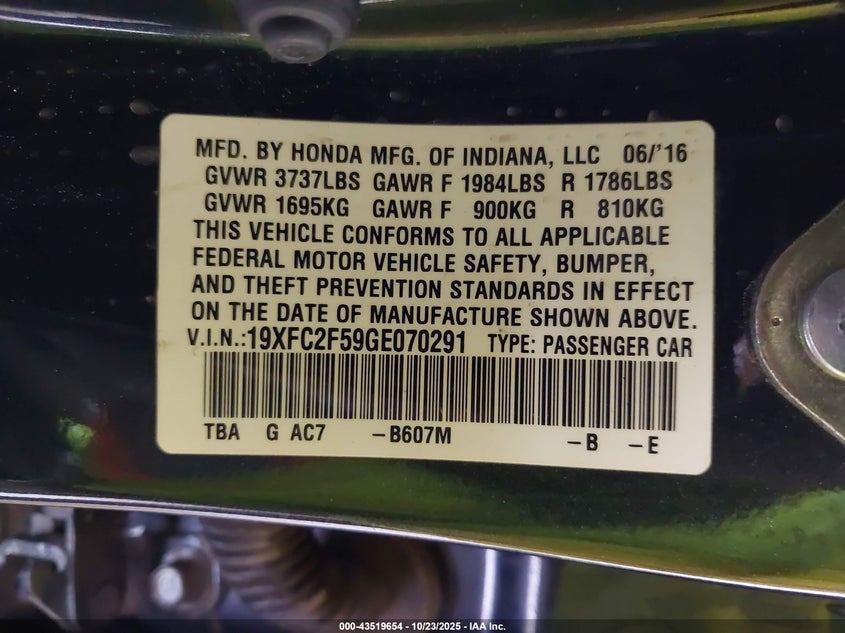 MFD. BY HONDA MFG. OF INDIANA, LLC 06/'16
GVWR 3737LBS GAWR F 1984LBS R 1786LBS
GVWR 1695KG GAWR F 900KG R 810KG
THIS VEHICLE CONFORMS TO ALL APPLICABLE
FEDERAL MOTOR VEHICLE SAFETY, BUMPER,
AND THEFT PREVENTION STANDARDS IN EFFECT
ON THE DATE OF MANUFACTURE SHOWN ABOVE.
V.I.N.:19XFC2F59GE070291 TYPE: PASSENGER CAR
TBA G AC7 –B607M –B –E
000-43519654 - 10/23/2025 - IAA Inc.